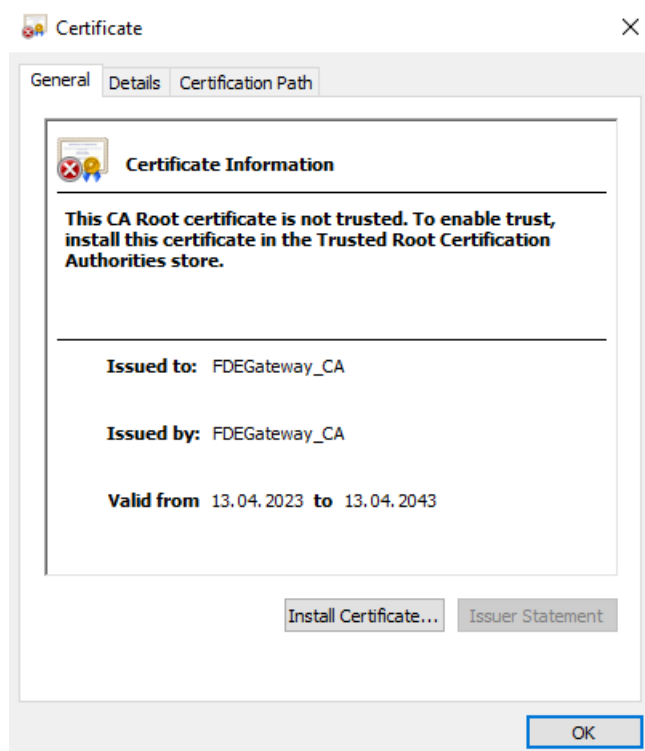 Certificate
General Details Certification Path
Certificate Information
This CA Root certificate is not trusted. To enable trust,
install this certificate in the Trusted Root Certification
Authorities store.
Issued to: FDEGateway_CA
Issued by: FDEGateway_CA
Valid from 13.04.2023 to 13.04.2043
Install Certificate... Issuer Statement
OK